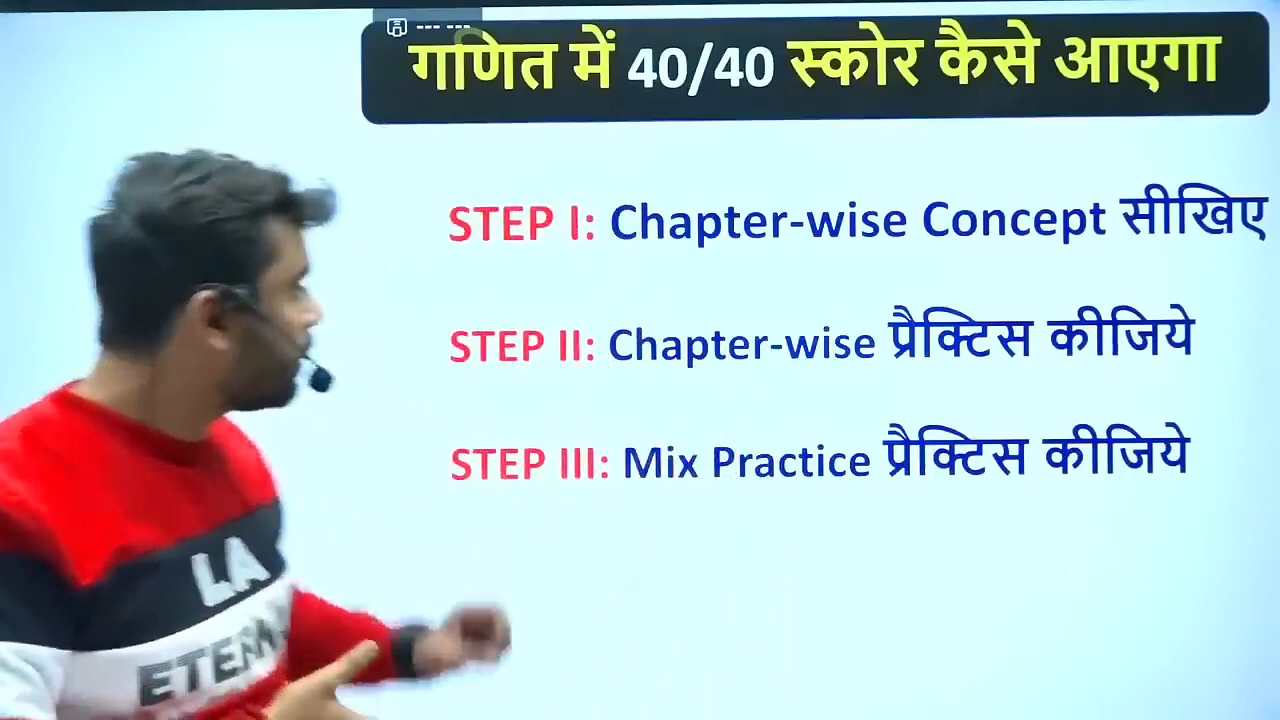 गणित में 40/40 स्कोर कैसे आएगा
STEP I: Chapter-wise Concept सीखिए
STEP II: Chapter-wise प्रैक्टिस कीजिये
STEP III: Mix Practice प्रैक्टिस कीजिये
LA
ETERN